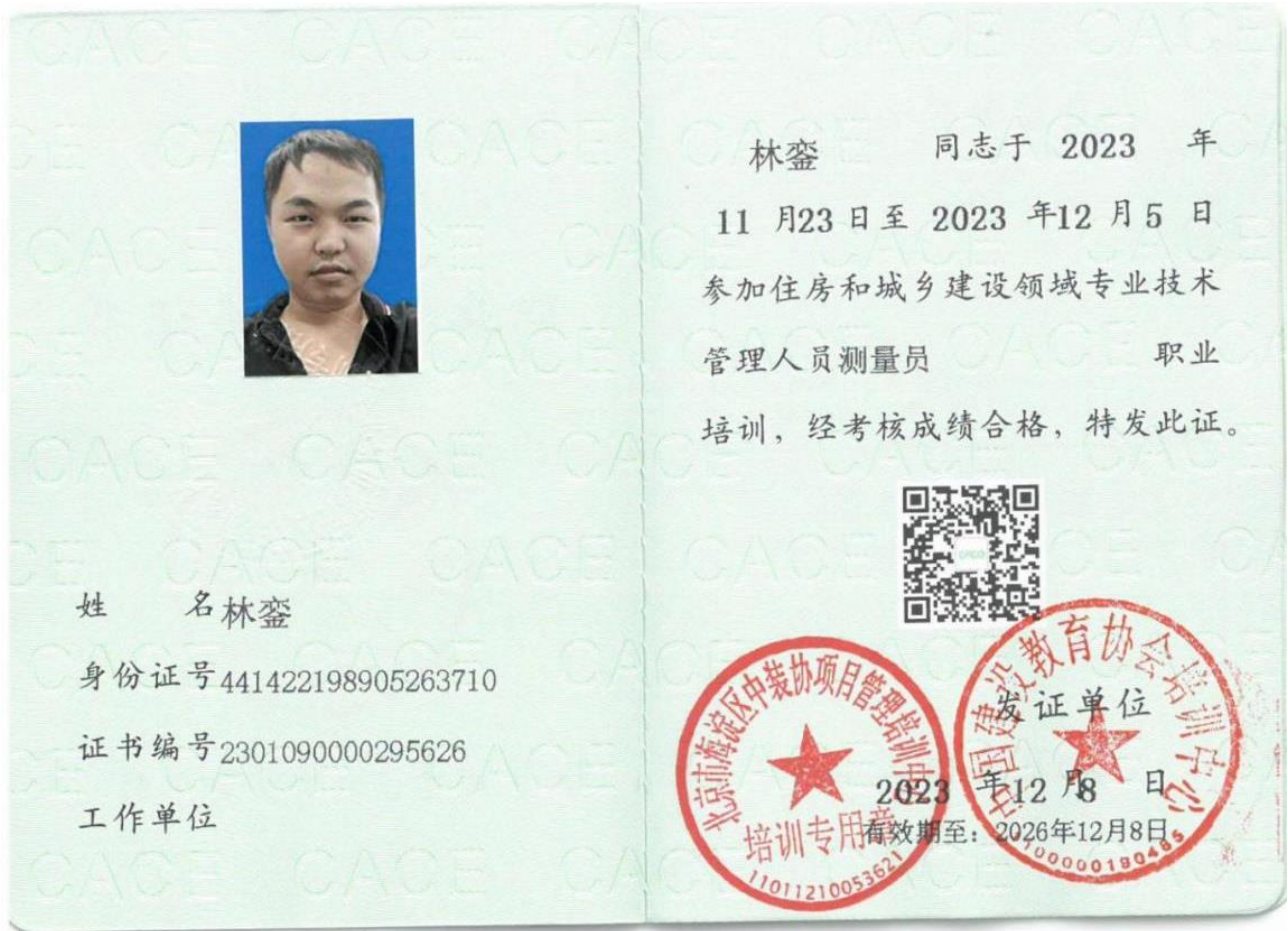 姓 名林銮
身份证号441422198905263710
证书编号2301090000295626
工作单位
林銮 同志于 2023 年
11 月23 日至 2023 年12 月 5 日
参加住房和城乡建设领域专业技术
管理人员测量员 职业
培训，经考核成绩合格，特发此证。
CACE
北京市海淀区中装协项目管理培训中
培训专用章
11011210053621
中国建设教育协会培训中心
发证单位
2023 年 12 月 8 日
有效期至：2026年12月8日